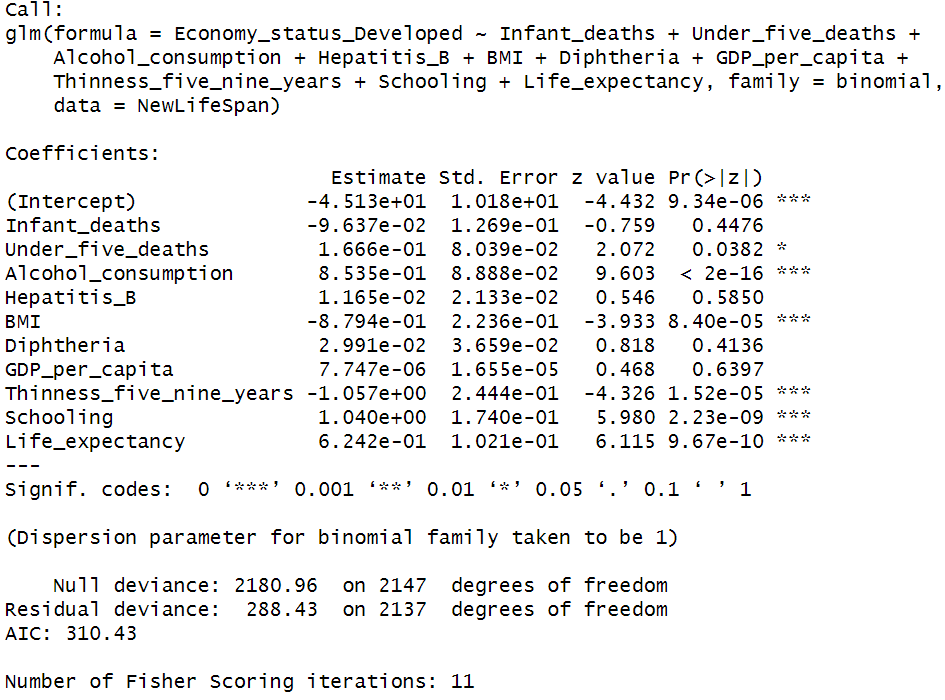 Call:
glm(formula = Economy_status_Developed ~ Infant_deaths + Under_five_deaths +
    Alcohol_consumption + Hepatitis_B + BMI + Diphtheria + GDP_per_capita +
    Thinness_five_nine_years + Schooling + Life_expectancy, family = binomial,
    data = NewLifeSpan)

Coefficients:
                           Estimate Std. Error z value Pr(>|z|)
(Intercept)              -4.513e+01  1.018e+01  -4.432 9.34e-06 ***
Infant_deaths            -9.637e-02  1.269e-01  -0.759   0.4476
Under_five_deaths         1.666e-01  8.039e-02   2.072   0.0382 *
Alcohol_consumption       8.535e-01  8.888e-02   9.603  < 2e-16 ***
Hepatitis_B               1.165e-02  2.133e-02   0.546   0.5850
BMI                      -8.794e-01  2.236e-01  -3.933 8.40e-05 ***
Diphtheria                2.991e-02  3.659e-02   0.818   0.4136
GDP_per_capita            7.747e-06  1.655e-05   0.468   0.6397
Thinness_five_nine_years -1.057e+00  2.444e-01  -4.326 1.52e-05 ***
Schooling                 1.040e+00  1.740e-01   5.980 2.23e-09 ***
Life_expectancy           6.242e-01  1.021e-01   6.115 9.67e-10 ***
---
Signif. codes:  0 ‘***’ 0.001 ‘**’ 0.01 ‘*’ 0.05 ‘.’ 0.1 ‘ ’ 1

(Dispersion parameter for binomial family taken to be 1)

    Null deviance: 2180.96  on 2147  degrees of freedom
Residual deviance:  288.43  on 2137  degrees of freedom
AIC: 310.43

Number of Fisher Scoring iterations: 11